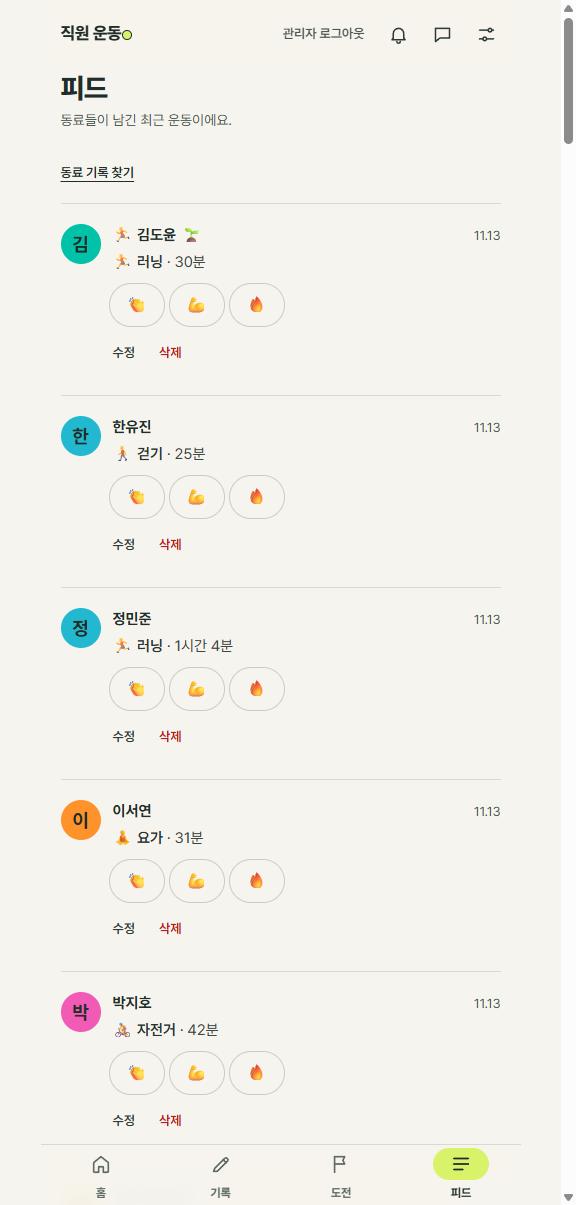 직원 운동
관리자 로그아웃
피드
동료들이 남긴 최근 운동이에요.
동료 기록 찾기
김
김도윤
11.13
러닝 · 30분
수정 삭제
한
한유진
11.13
걷기 · 25분
수정 삭제
정
정민준
11.13
러닝 · 1시간 4분
수정 삭제
이
이서연
11.13
요가 · 31분
수정 삭제
박
박지호
11.13
자전거 · 42분
수정 삭제
홈 기록 도전 피드